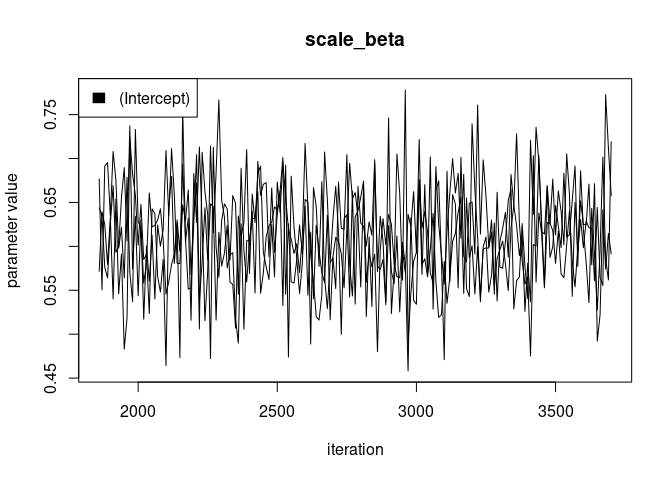 scale_beta
(Intercept)
parameter value
0.75
0.65
0.55
0.45
2000 2500 3000 3500
iteration